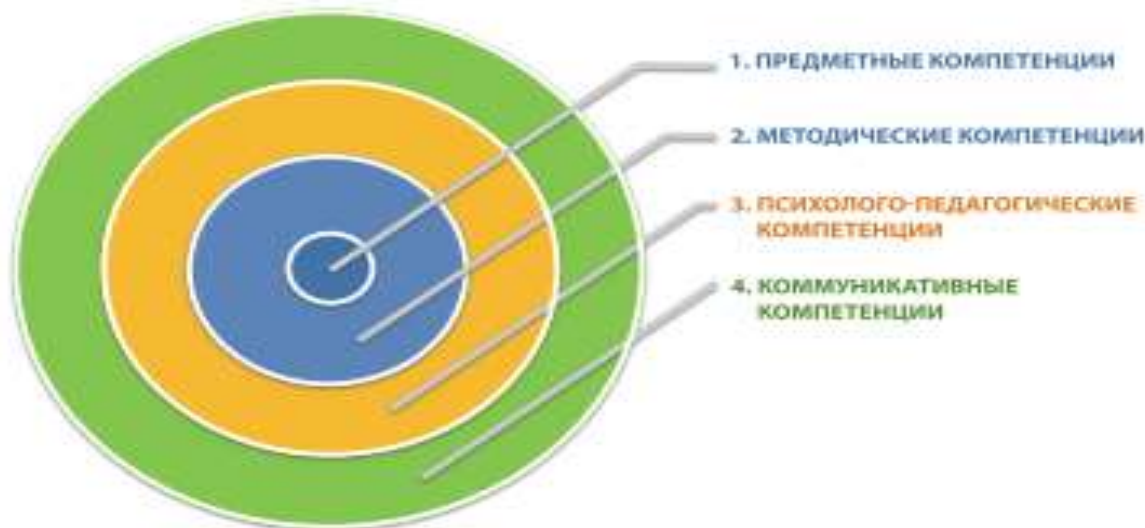 1. ПРЕДМЕТНЫЕ КОМПЕТЕНЦИИ
2. МЕТОДИЧЕСКИЕ КОМПЕТЕНЦИИ
3. ПСИХОЛОГО-ПЕДАГОГИЧЕСКИЕ
КОМПЕТЕНЦИИ
4. КОММУНИКАТИВНЫЕ
КОМПЕТЕНЦИИ